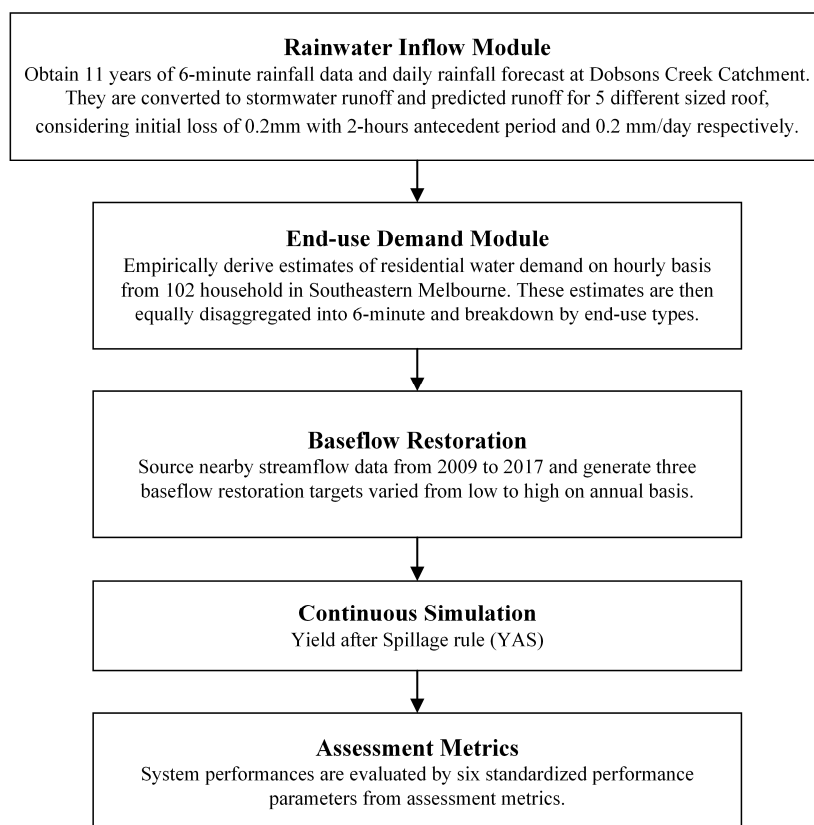 Rainwater Inflow Module
Obtain 11 years of 6-minute rainfall data and daily rainfall forecast at Dobsons Creek Catchment.
They are converted to stormwater runoff and predicted runoff for 5 different sized roof,
considering initial loss of 0.2mm with 2-hours antecedent period and 0.2 mm/day respectively.
End-use Demand Module
Empirically derive estimates of residential water demand on hourly basis
from 102 household in Southeastern Melbourne. These estimates are then
equally disaggregated into 6-minute and breakdown by end-use types.
Baseflow Restoration
Source nearby streamflow data from 2009 to 2017 and generate three
baseflow restoration targets varied from low to high on annual basis.
Continuous Simulation
Yield after Spillage rule (YAS)
Assessment Metrics
System performances are evaluated by six standardized performance
parameters from assessment metrics.